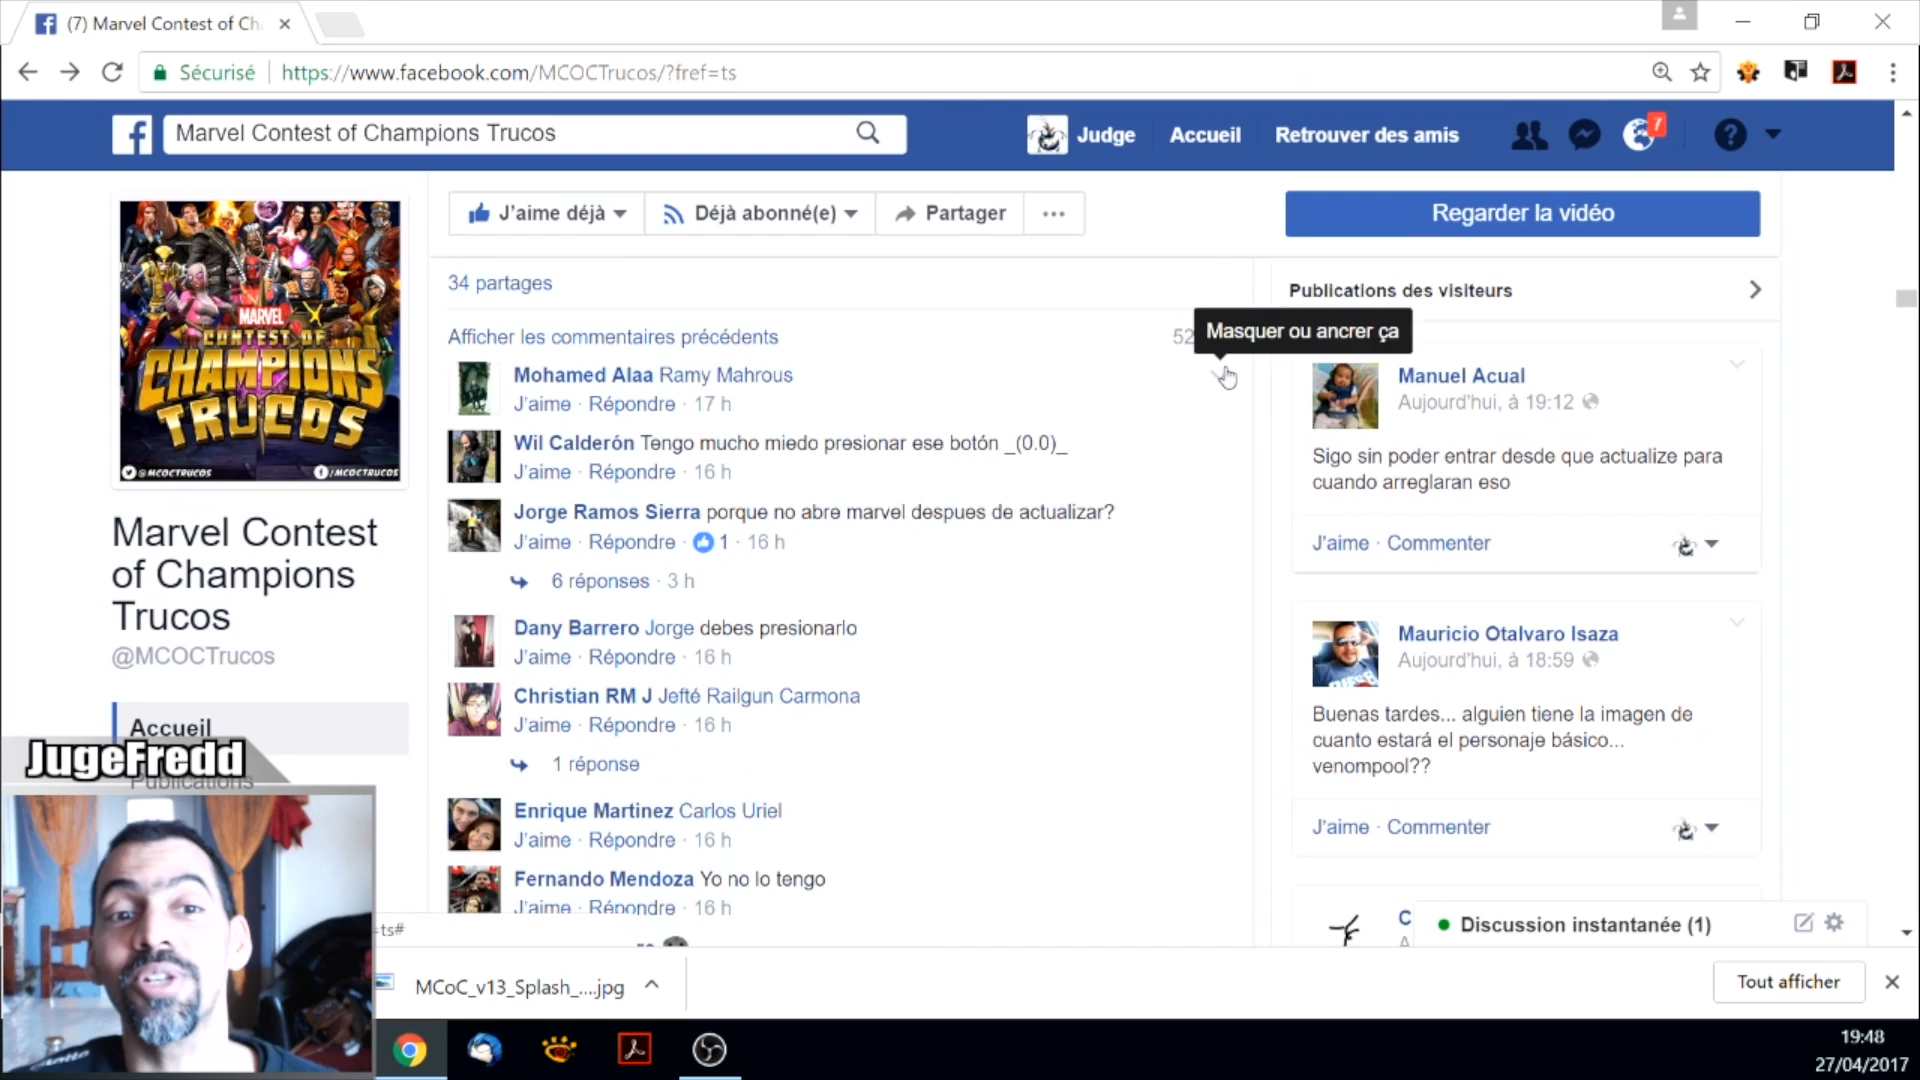 (7) Marvel Contest of Ch
Sécurisé
https://www.facebook.com/MCOCTrucos/?fref=ts
Marvel Contest of Champions Trucos
Judge
Accueil
Retrouver des amis
7
J'aime déjà
Déjà abonné(e)
Partager
Regarder la vidéo
MARVEL
CONTEST OF
CHAMPIONS
TRUCOS
@MCOCTRUCOS
/MCOCTRUCOS
Marvel Contest
of Champions
Trucos
@MCOCTrucos
Accueil
Publications
34 partages
Afficher les commentaires précédents
52
Masquer ou ancrer ça
Mohamed Alaa Ramy Mahrous
J'aime · Répondre · 17 h
Wil Calderón Tengo mucho miedo presionar ese botón _(0.0)_
J'aime · Répondre · 16 h
Jorge Ramos Sierra porque no abre marvel despues de actualizar?
J'aime · Répondre · 1 · 16 h
6 réponses · 3 h
Dany Barrero Jorge debes presionarlo
J'aime · Répondre · 16 h
Christian RM J Jefté Railgun Carmona
J'aime · Répondre · 16 h
1 réponse
Enrique Martinez Carlos Uriel
J'aime · Répondre · 16 h
Fernando Mendoza Yo no lo tengo
J'aime · Répondre · 16 h
Publications des visiteurs
Manuel Acual
Aujourd'hui, à 19:12
Sigo sin poder entrar desde que actualize para
cuando arreglaran eso
J'aime · Commenter
Mauricio Otalvaro Isaza
Aujourd'hui, à 18:59
Buenas tardes... alguien tiene la imagen de
cuanto estará el personaje básico...
venompool??
J'aime · Commenter
C
A
Discussion instantanée (1)
JugeFredd
=ts#
MCoC_v13_Splash_....jpg
Tout afficher
19:48
27/04/2017